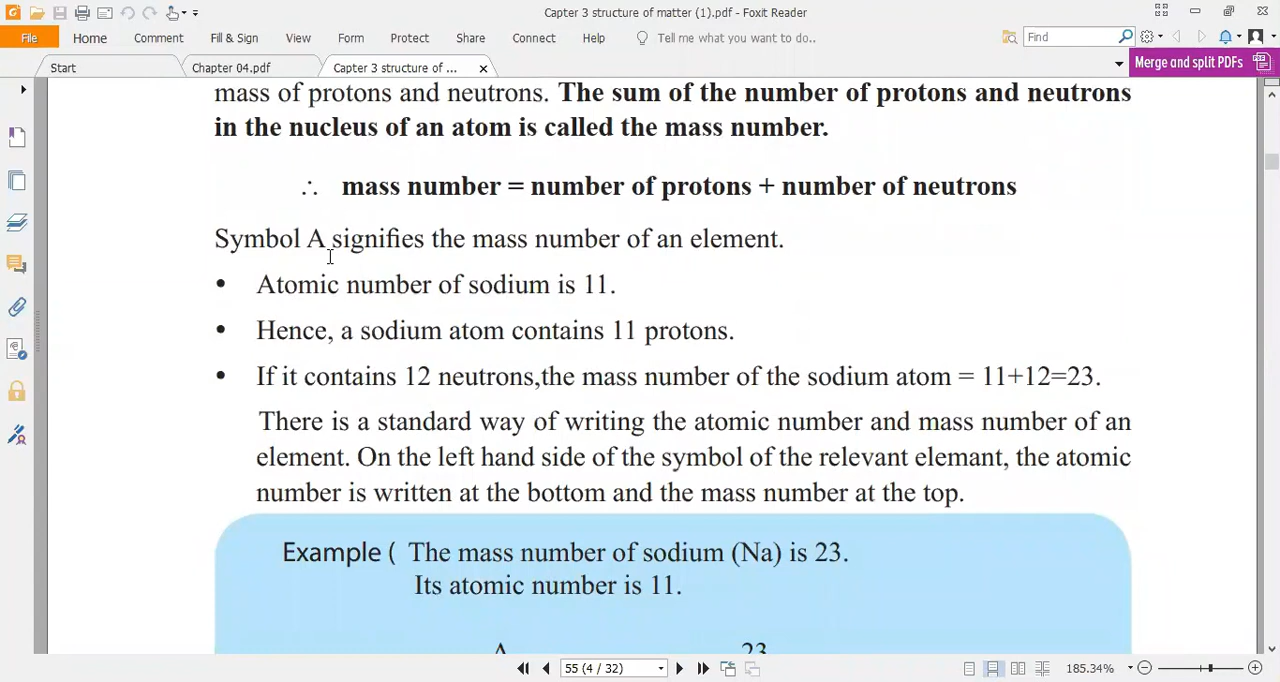 Capter 3 structure of matter (1).pdf - Foxit Reader
File Home Comment Fill & Sign View Form Protect Share Connect Help Tell me what you want to do.. Find
Start Chapter 04.pdf Capter 3 structure of ... Merge and split PDFs
mass of protons and neutrons. The sum of the number of protons and neutrons
in the nucleus of an atom is called the mass number.
∴ mass number = number of protons + number of neutrons
Symbol A signifies the mass number of an element.
• Atomic number of sodium is 11.
• Hence, a sodium atom contains 11 protons.
• If it contains 12 neutrons,the mass number of the sodium atom = 11+12=23.
There is a standard way of writing the atomic number and mass number of an
element. On the left hand side of the symbol of the relevant elemant, the atomic
number is written at the bottom and the mass number at the top.
Example ( The mass number of sodium (Na) is 23.
Its atomic number is 11.
A 23
55 (4 / 32) 185.34%